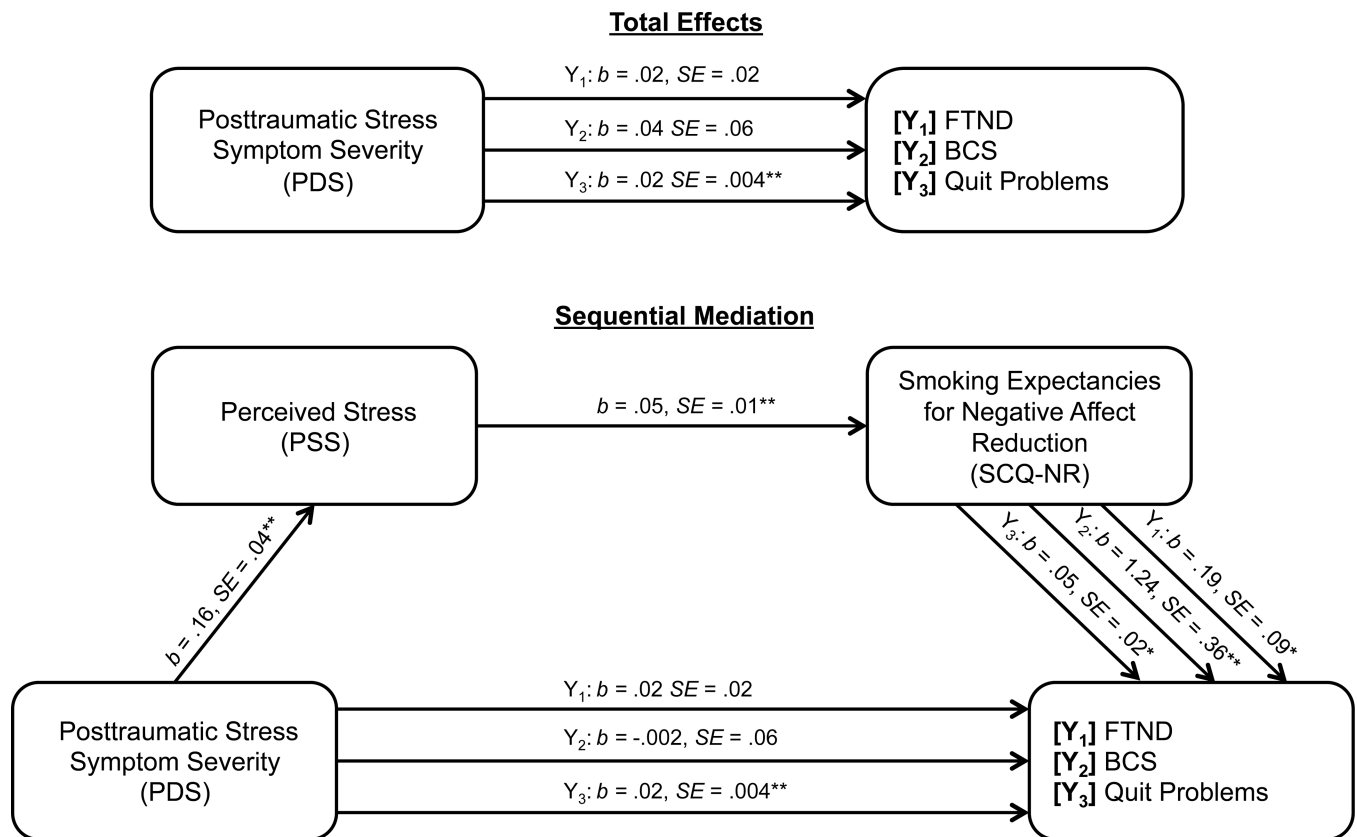 Total Effects
Posttraumatic Stress
Symptom Severity
(PDS)
Y₁: b = .02, SE = .02
Y₂: b = .04 SE = .06
Y₃: b = .02 SE = .004**
[Y₁] FTND
[Y₂] BCS
[Y₃] Quit Problems
Sequential Mediation
Perceived Stress
(PSS)
b = .05, SE = .01**
Smoking Expectancies
for Negative Affect
Reduction
(SCQ-NR)
b = .16, SE = .04**
Y₃: b = .05, SE = .02*
Y₂: b = 1.24, SE = .36**
Y₁: b = .19, SE = .09*
Posttraumatic Stress
Symptom Severity
(PDS)
Y₁: b = .02 SE = .02
Y₂: b = -.002, SE = .06
Y₃: b = .02, SE = .004**
[Y₁] FTND
[Y₂] BCS
[Y₃] Quit Problems